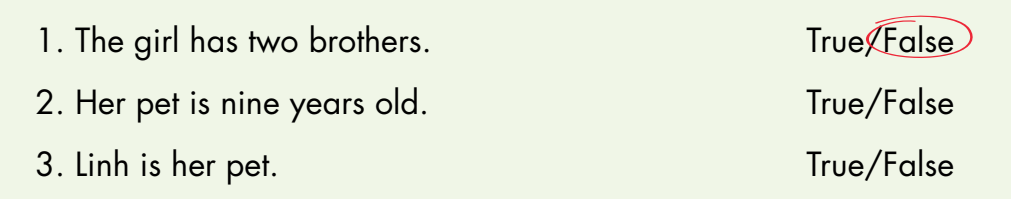 1. The girl has two brothers. True/False
2. Her pet is nine years old. True/False
3. Linh is her pet. True/False